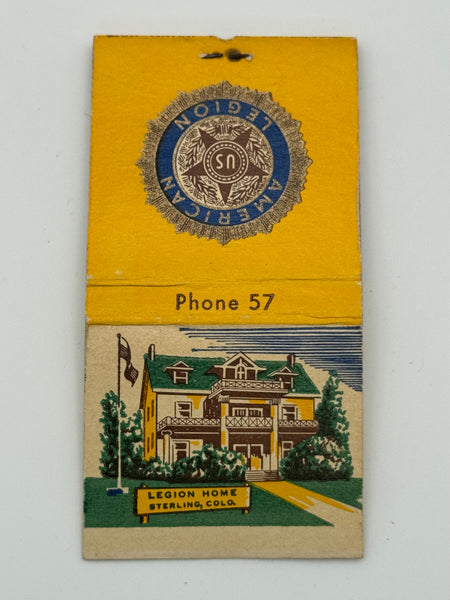 AMERICAN LEGION
US
Phone 57
LEGION HOME
STERLING, COLO.